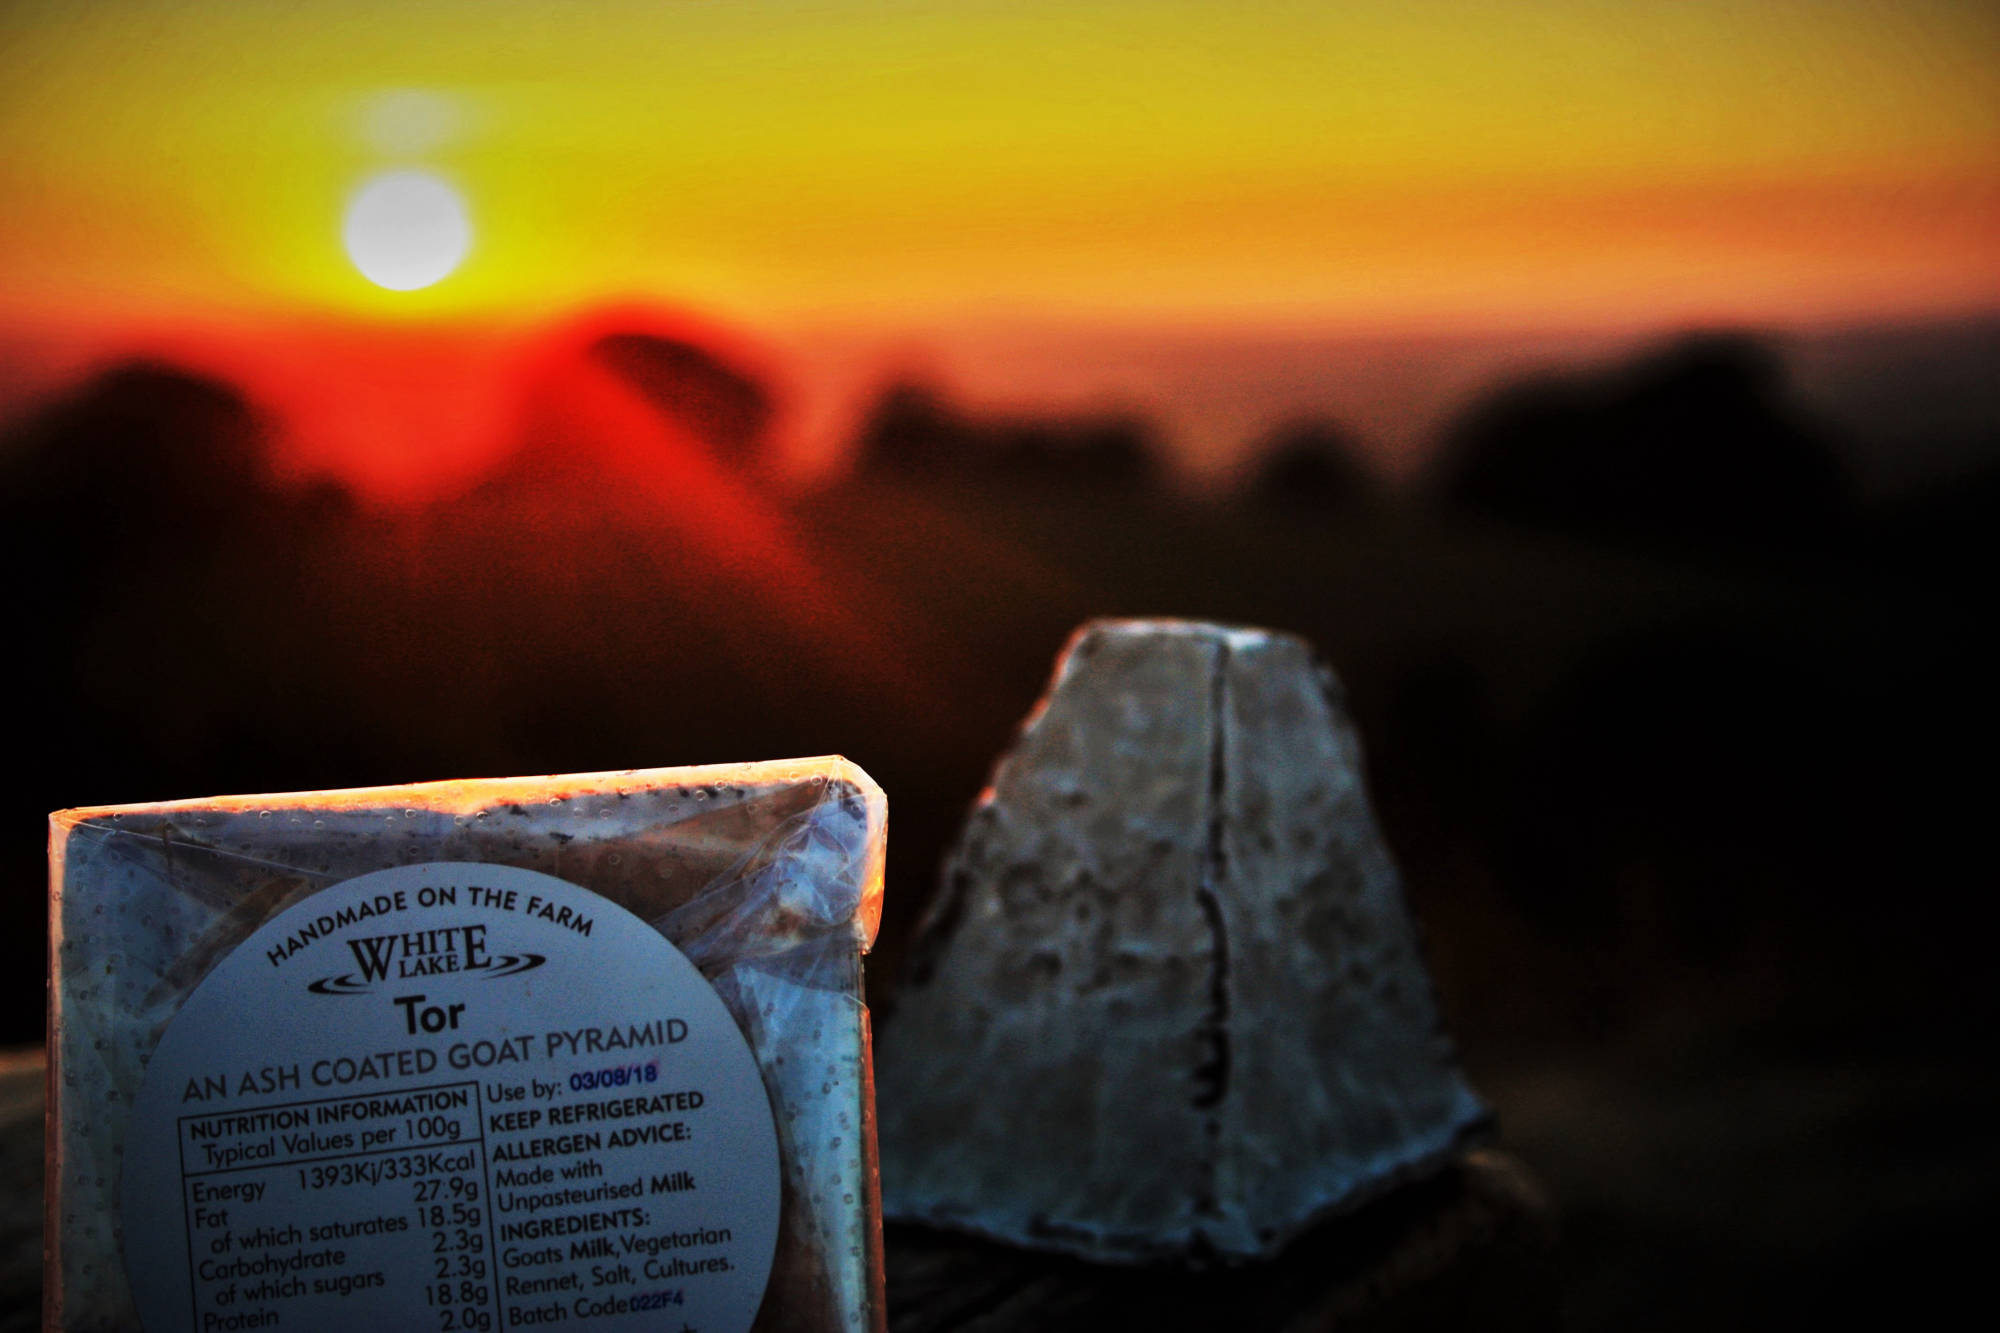 HANDMADE ON THE FARM
WHITE
LAKE
Tor
AN ASH COATED GOAT PYRAMID
NUTRITION INFORMATION
Typical Values per 100g
Energy 1393Kj/333Kcal
Fat 27.9g
of which saturates 18.5g
Carbohydrate 2.3g
of which sugars 2.3g
Protein 18.8g
2.0g
Use by: 03/08/18
KEEP REFRIGERATED
ALLERGEN ADVICE:
Made with
Unpasteurised Milk
INGREDIENTS:
Goats Milk, Vegetarian
Rennet, Salt, Cultures.
Batch Code 022F4